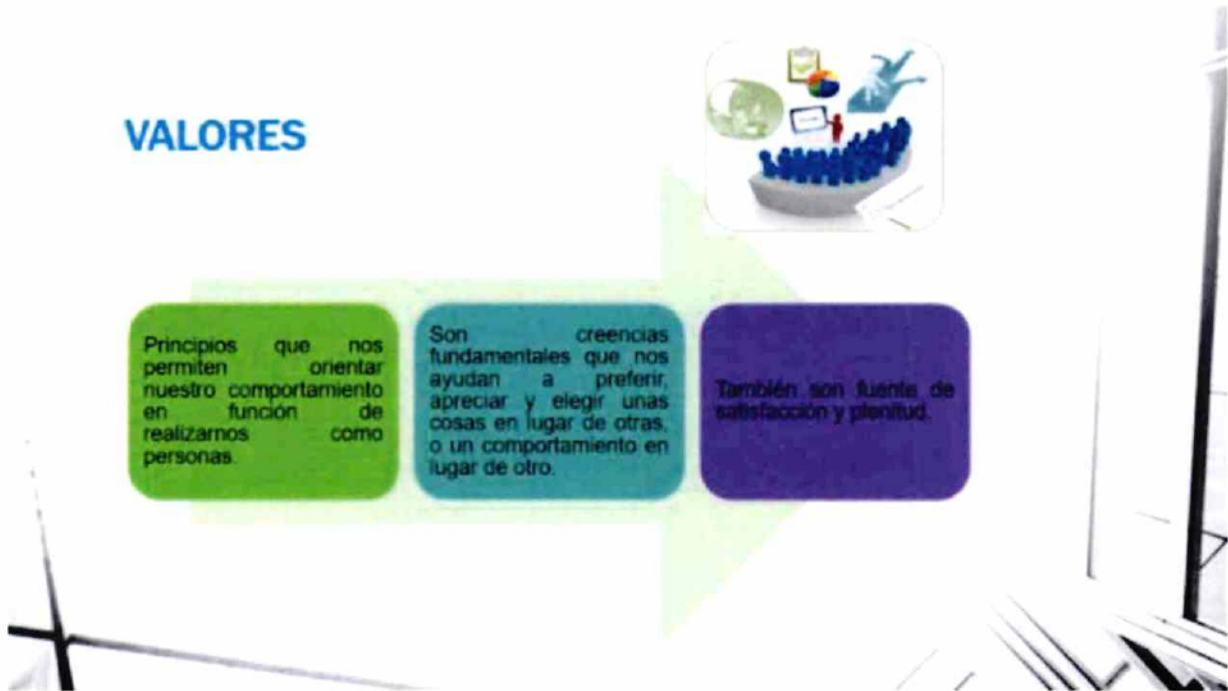 VALORES
Principios que nos
permiten orientar
nuestro comportamiento
en función de
realizarnos como
personas.
Son creencias
fundamentales que nos
ayudan a preferir,
apreciar y elegir unas
cosas en lugar de otras,
o un comportamiento en
lugar de otro.
También son fuente de
satisfacción y plenitud.